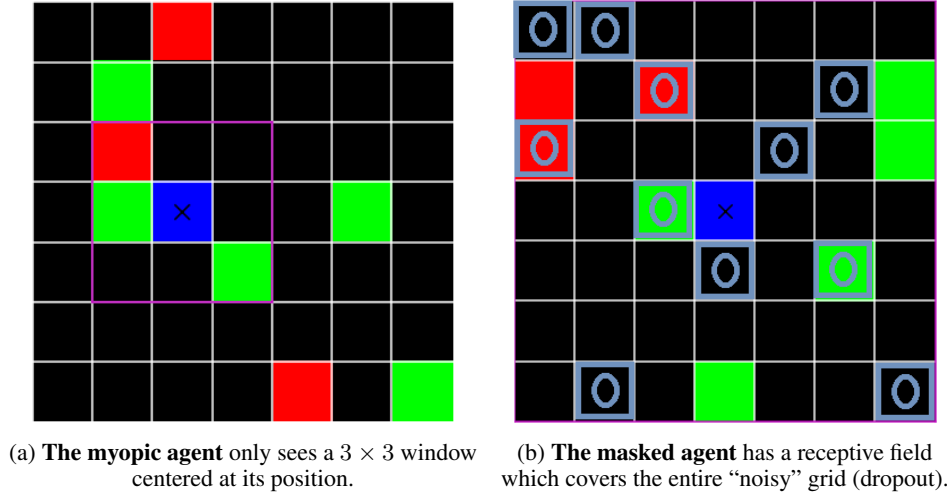 (a) The myopic agent only sees a 3 × 3 window
centered at its position.
(b) The masked agent has a receptive field
which covers the entire “noisy” grid (dropout).